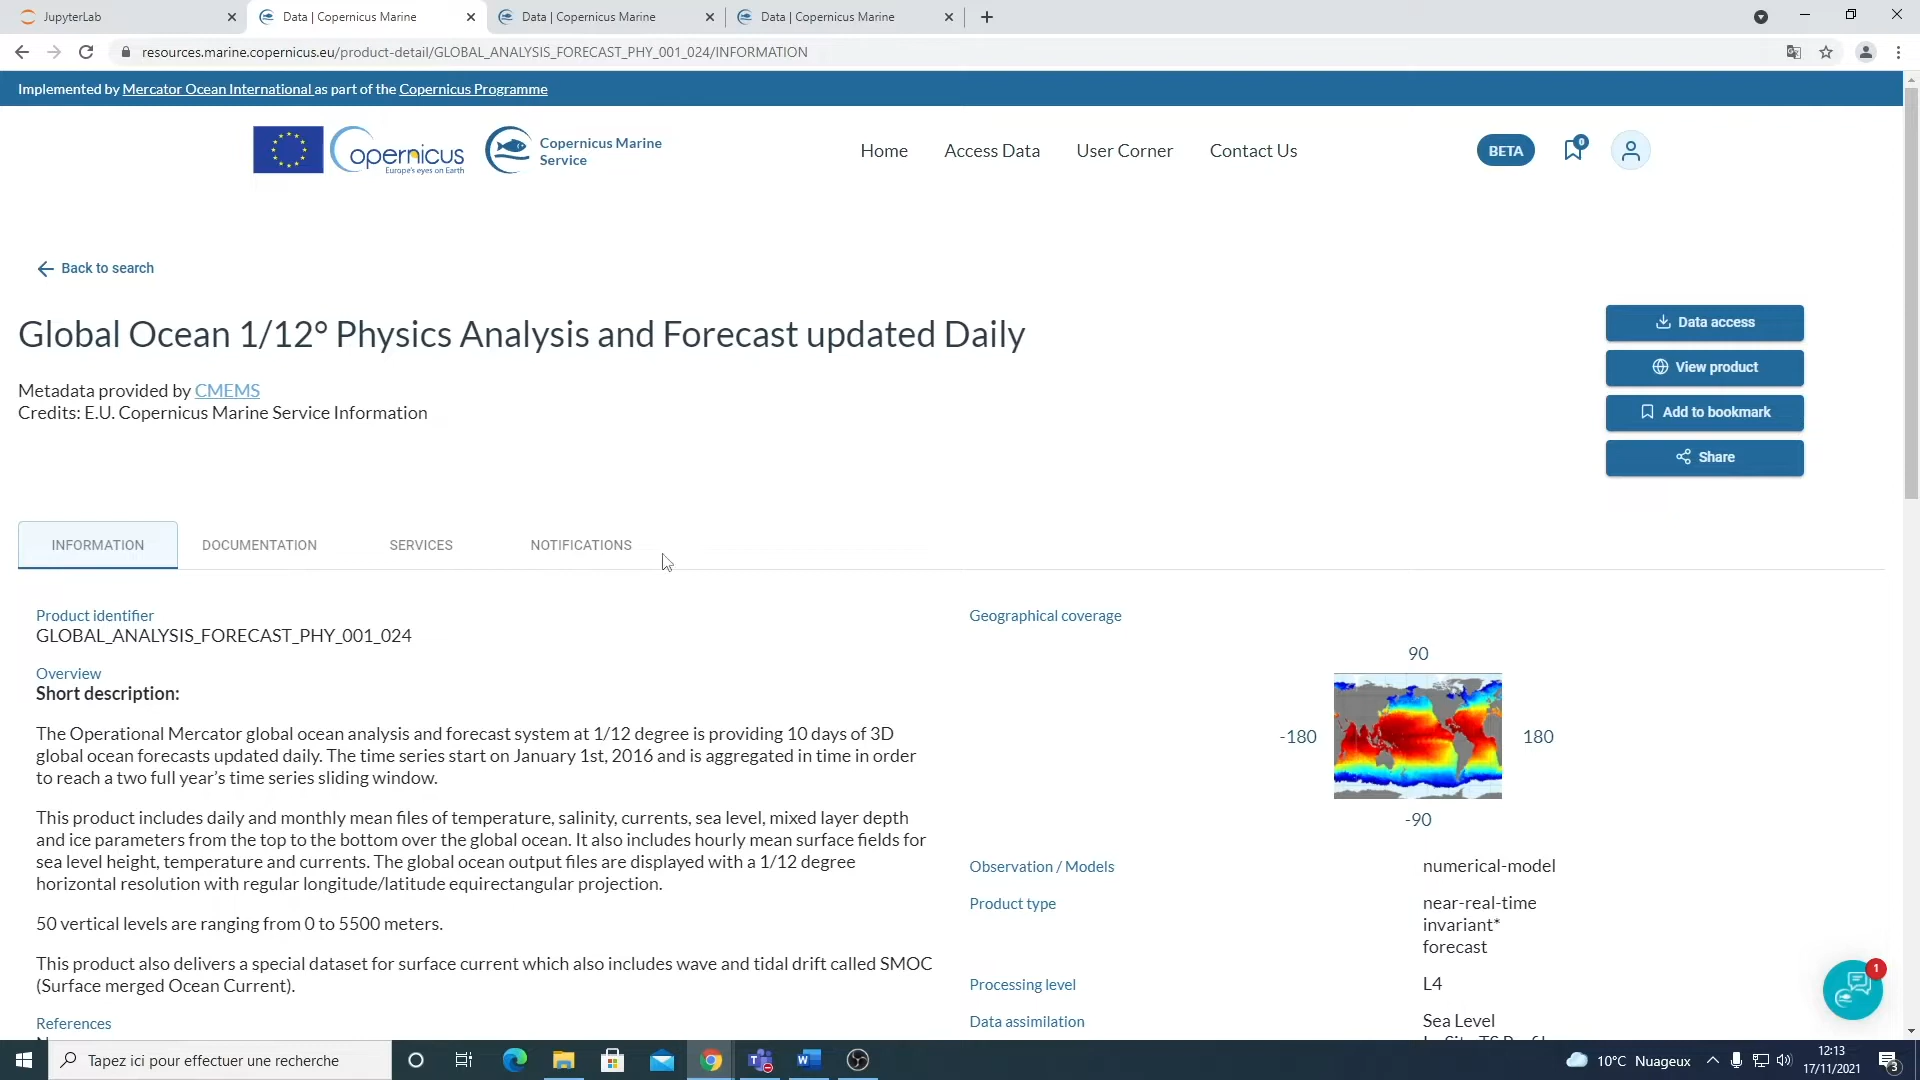 JupyterLab
Data | Copernicus Marine
Data | Copernicus Marine
Data | Copernicus Marine
resources.marine.copernicus.eu/product-detail/GLOBAL_ANALYSIS_FORECAST_PHY_001_024/INFORMATION
Implemented by Mercator Ocean International as part of the Copernicus Programme
opernicus
Europe's eyes on Earth
Copernicus Marine
Service
Home
Access Data
User Corner
Contact Us
BETA
0
Back to search
Global Ocean 1/12° Physics Analysis and Forecast updated Daily
Metadata provided by CMEMS
Credits: E.U. Copernicus Marine Service Information
Data access
View product
Add to bookmark
Share
INFORMATION
DOCUMENTATION
SERVICES
NOTIFICATIONS
Product identifier
GLOBAL_ANALYSIS_FORECAST_PHY_001_024
Overview
Short description:
The Operational Mercator global ocean analysis and forecast system at 1/12 degree is providing 10 days of 3D
global ocean forecasts updated daily. The time series start on January 1st, 2016 and is aggregated in time in order
to reach a two full year’s time series sliding window.
This product includes daily and monthly mean files of temperature, salinity, currents, sea level, mixed layer depth
and ice parameters from the top to the bottom over the global ocean. It also includes hourly mean surface fields for
sea level height, temperature and currents. The global ocean output files are displayed with a 1/12 degree
horizontal resolution with regular longitude/latitude equirectangular projection.
50 vertical levels are ranging from 0 to 5500 meters.
This product also delivers a special dataset for surface current which also includes wave and tidal drift called SMOC
(Surface merged Ocean Current).
References
Geographical coverage
90
-180
180
-90
Observation / Models
numerical-model
Product type
near-real-time
invariant*
forecast
Processing level
L4
Data assimilation
Sea Level
1
Tapez ici pour effectuer une recherche
10°C Nuageux
12:13
17/11/2021
3